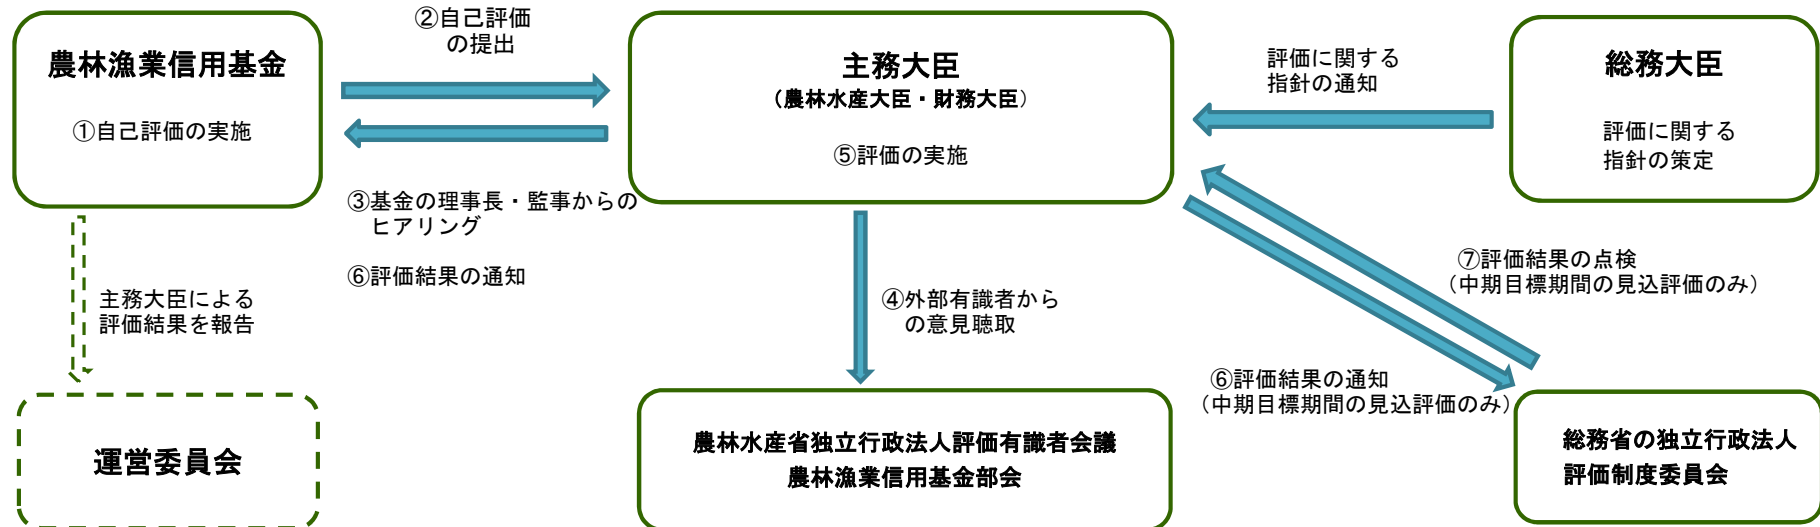 農林漁業信用基金
①自己評価の実施
②自己評価
の提出
主務大臣
（農林水産大臣・財務大臣）
⑤評価の実施
評価に関する
指針の通知
総務大臣
評価に関する
指針の策定
③基金の理事長・監事からの
ヒアリング
⑥評価結果の通知
主務大臣による
評価結果を報告
④外部有識者から
の意見聴取
⑦評価結果の点検
（中期目標期間の見込評価のみ）
⑥評価結果の通知
（中期目標期間の見込評価のみ）
運営委員会
農林水産省独立行政法人評価有識者会議
農林漁業信用基金部会
総務省の独立行政法人
評価制度委員会